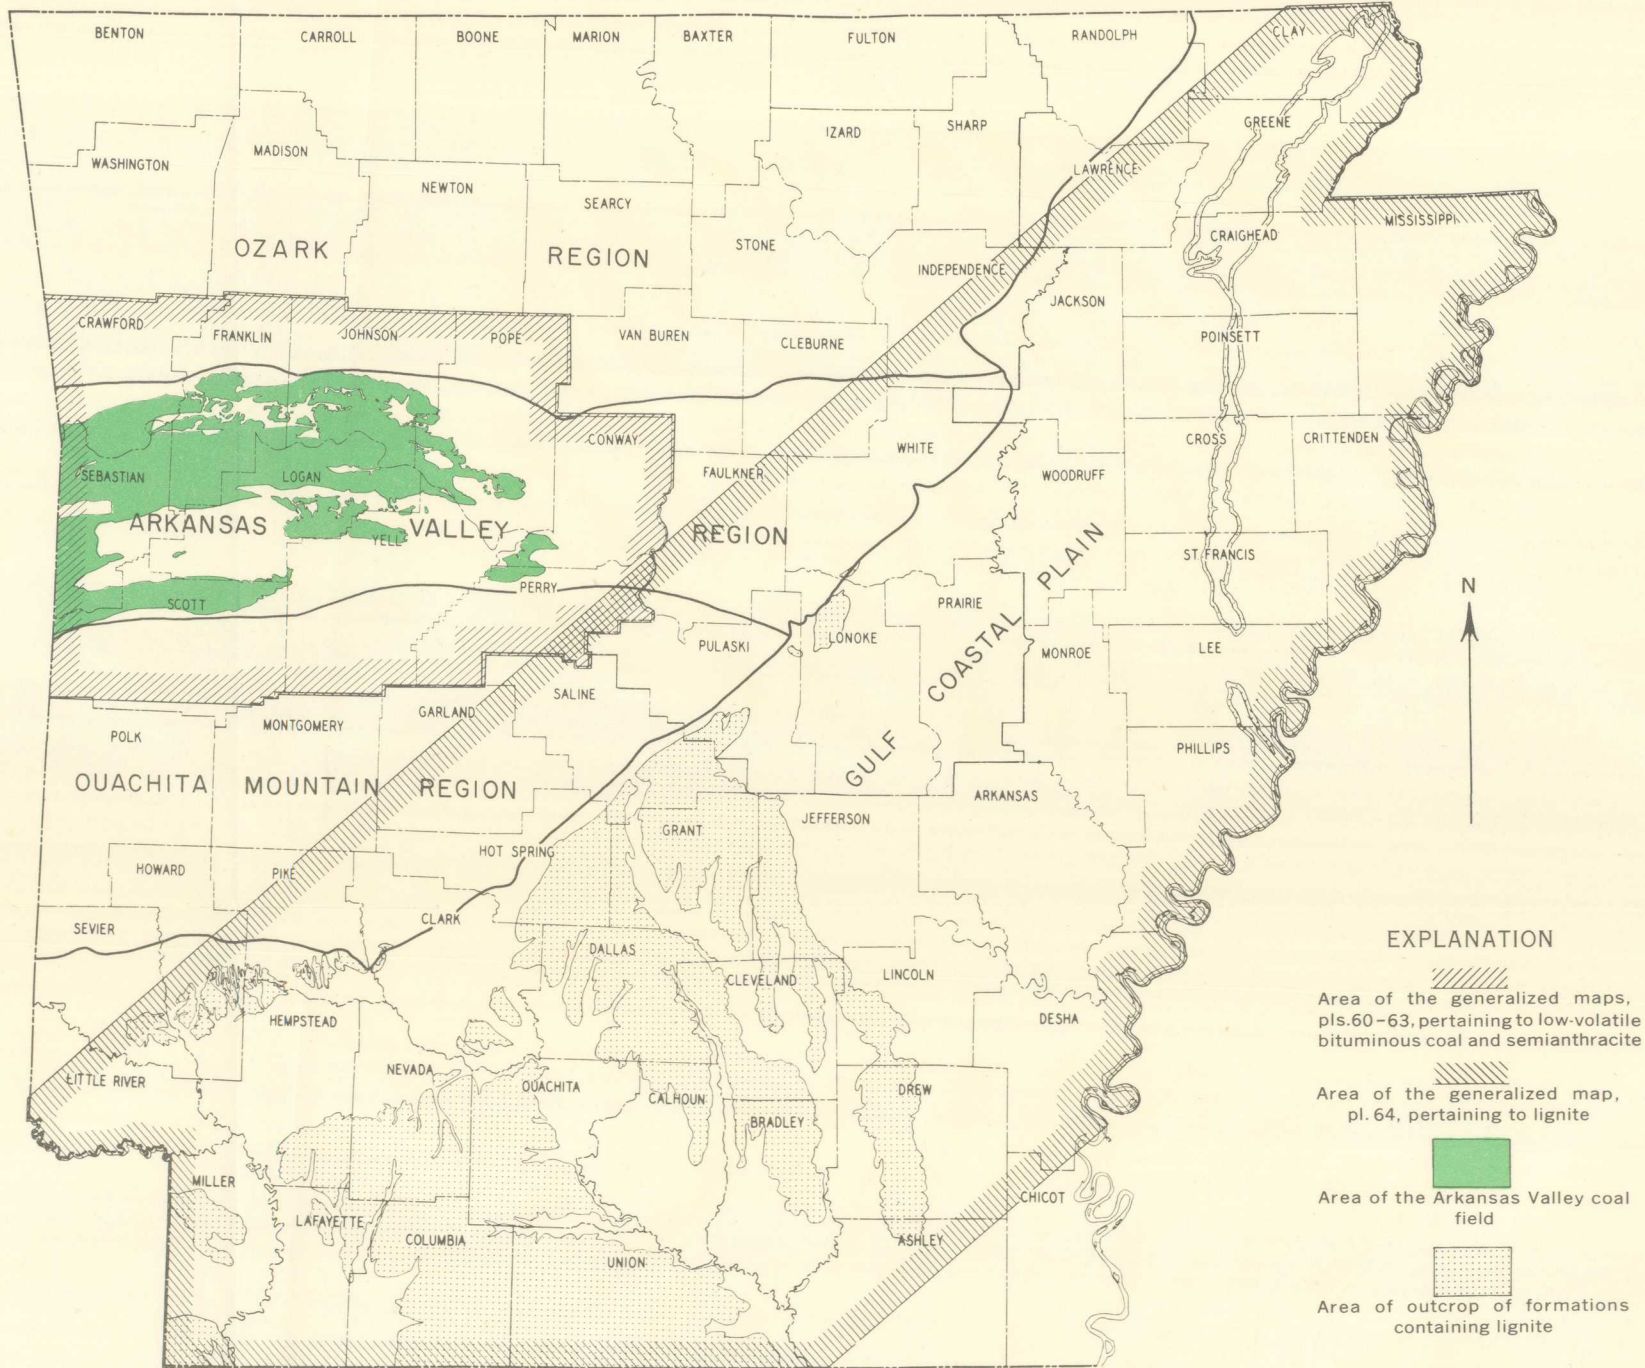 BENTON
CARROLL
BOONE
MARION
BAXTER
FULTON
RANDOLPH
CLAY
WASHINGTON
MADISON
NEWTON
SEARCY
IZARD
SHARP
LAWRENCE
GREENE
OZARK REGION
STONE
INDEPENDENCE
CRAIGHEAD
MISSISSIPPI
CRAWFORD
FRANKLIN
JOHNSON
POPE
VAN BUREN
CLEBURNE
JACKSON
POINSETT
CONWAY
SEBASTIAN
LOGAN
FAULKNER
WHITE
WOODRUFF
CROSS
CRITTENDEN
ARKANSAS VALLEY REGION
YELL
ST FRANCIS
SCOTT
PERRY
PULASKI
LONOKE
PRAIRIE
MONROE
LEE
GULF COASTAL PLAIN
N
POLK
MONTGOMERY
GARLAND
SALINE
PHILLIPS
OUACHITA MOUNTAIN REGION
HOT SPRING
GRANT
JEFFERSON
ARKANSAS
HOWARD
PIKE
SEVIER
CLARK
DALLAS
CLEVELAND
LINCOLN
DESHA
HEMPSTEAD
LITTLE RIVER
NEVADA
OUACHITA
CALHOUN
BRADLEY
DREW
MILLER
LAFAYETTE
COLUMBIA
UNION
ASHLEY
CHICOT
EXPLANATION
Area of the generalized maps,
pls.60-63, pertaining to low-volatile
bituminous coal and semianthracite
Area of the generalized map,
pl. 64, pertaining to lignite
Area of the Arkansas Valley coal
field
Area of outcrop of formations
containing lignite